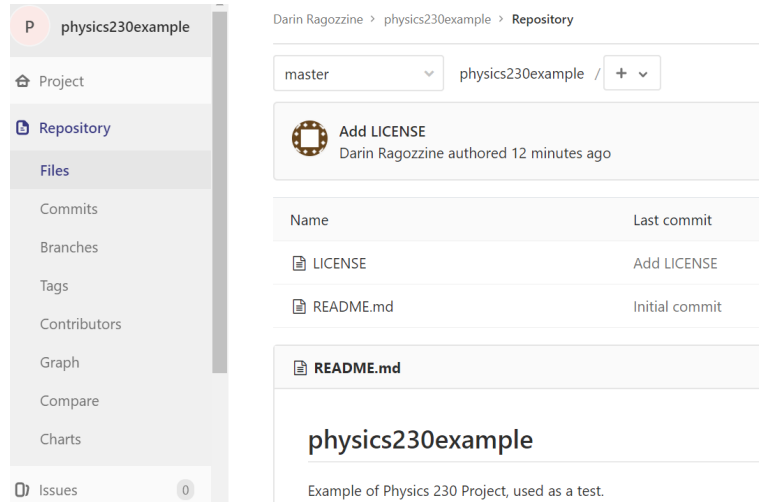 P physics230example
Project
Repository
Files
Commits
Branches
Tags
Contributors
Graph
Compare
Charts
Issues 0
Darin Ragozzine > physics230example > Repository
master physics230example / +
Add LICENSE
Darin Ragozzine authored 12 minutes ago
Name Last commit
LICENSE Add LICENSE
README.md Initial commit
README.md
physics230example
Example of Physics 230 Project, used as a test.